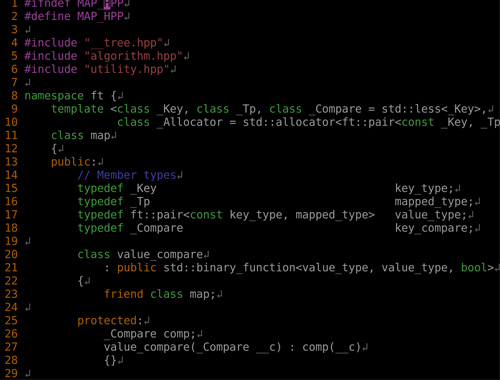 1 #ifndef MAP_HPP↲
2 #define MAP_HPP↲
3 ↲
4 #include "__tree.hpp"↲
5 #include "algorithm.hpp"↲
6 #include "utility.hpp"↲
7 ↲
8 namespace ft {↲
9 template <class _Key, class _Tp, class _Compare = std::less<_Key>,↲
10 class _Allocator = std::allocator<ft::pair<const _Key, _Tp
11 class map↲
12 {↲
13 public:↲
14 // Member types↲
15 typedef _Key key_type;↲
16 typedef _Tp mapped_type;↲
17 typedef ft::pair<const key_type, mapped_type> value_type;↲
18 typedef _Compare key_compare;↲
19 ↲
20 class value_compare↲
21 : public std::binary_function<value_type, value_type, bool>↲
22 {↲
23 friend class map;↲
24 ↲
25 protected:↲
26 _Compare comp;↲
27 value_compare(_Compare __c) : comp(__c)↲
28 {}↲
29 ↲